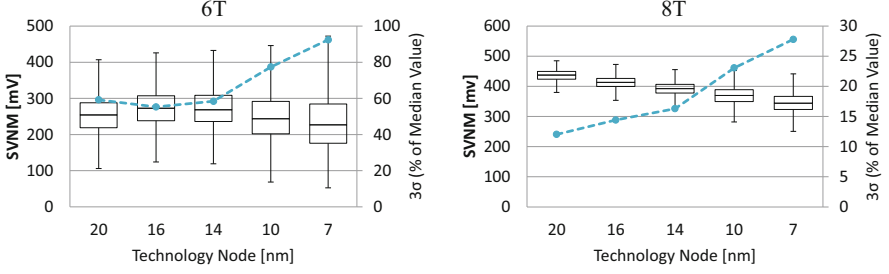 6T
SVNM [mV]
500
400
300
200
100
0
100
80
60
40
20
0
3σ (% of Median Value)
20 16 14 10 7
Technology Node [nm]
8T
SVNM [mv]
600
500
400
300
200
100
0
30
25
20
15
10
5
0
3σ (% of Median Value)
20 16 14 10 7
Technology Node [nm]